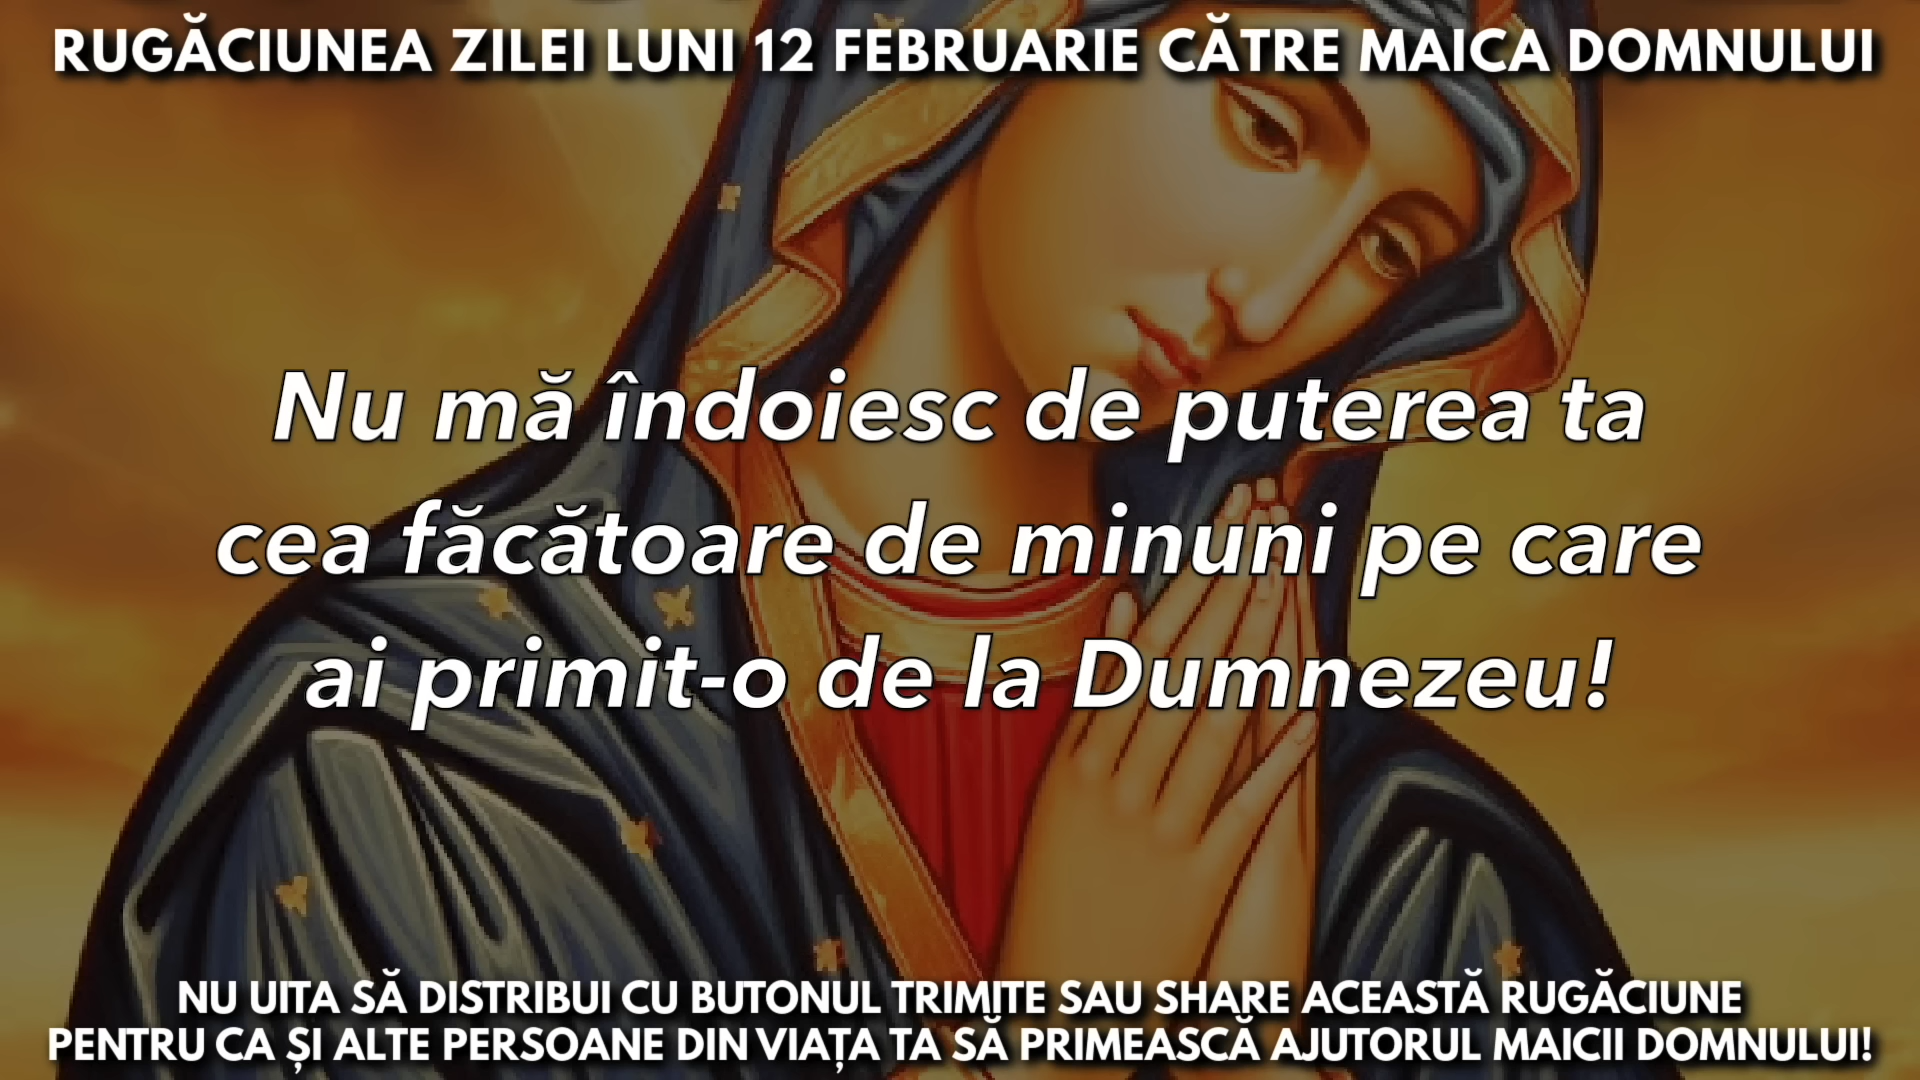 RUGĂCIUNEA ZILEI LUNI 12 FEBRUARIE CĂTRE MAICA DOMNULUI
Nu mă îndoiesc de puterea ta
cea făcătoare de minuni pe care
ai primit-o de la Dumnezeu!
NU UITA SĂ DISTRIBUI CU BUTONUL TRIMITE SAU SHARE ACEASTĂ RUGĂCIUNE
PENTRU CA ȘI ALTE PERSOANE DIN VIAȚA TA SĂ PRIMEASCĂ AJUTORUL MAICII DOMNULUI!